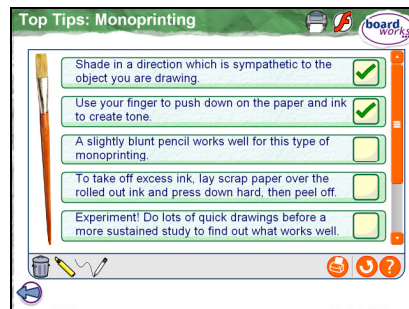 Top Tips: Monoprinting
board
works
Shade in a direction which is sympathetic to the
object you are drawing.
Use your finger to push down on the paper and ink
to create tone.
A slightly blunt pencil works well for this type of
monoprinting.
To take off excess ink, lay scrap paper over the
rolled out ink and press down hard, then peel off.
Experiment! Do lots of quick drawings before a
more sustained study to find out what works well.
?